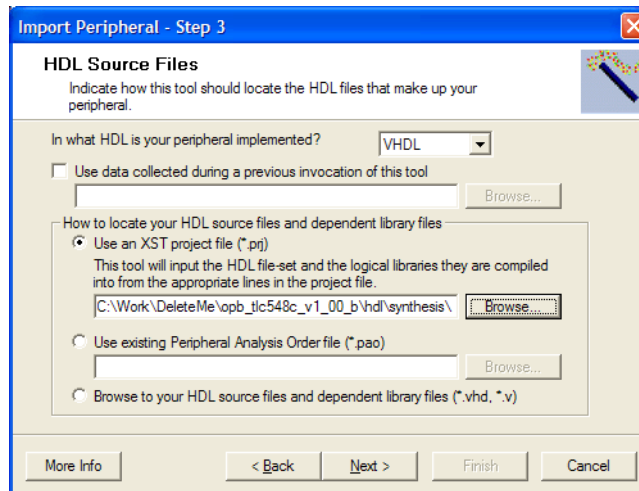 Import Peripheral - Step 3
HDL Source Files
Indicate how this tool should locate the HDL files that make up your
peripheral.
In what HDL is your peripheral implemented? VHDL
Use data collected during a previous invocation of this tool
Browse...
How to locate your HDL source files and dependent library files
Use an XST project file (*.prj)
This tool will input the HDL file-set and the logical libraries they are compiled
into from the appropriate lines in the project file.
C:\Work\DeleteMe\opb_tlc548c_v1_00_b\hdl\synthesis\ Browse...
Use existing Peripheral Analysis Order file (*.pao)
Browse...
Browse to your HDL source files and dependent library files (*.vhd, *.v)
More Info < Back Next > Finish Cancel